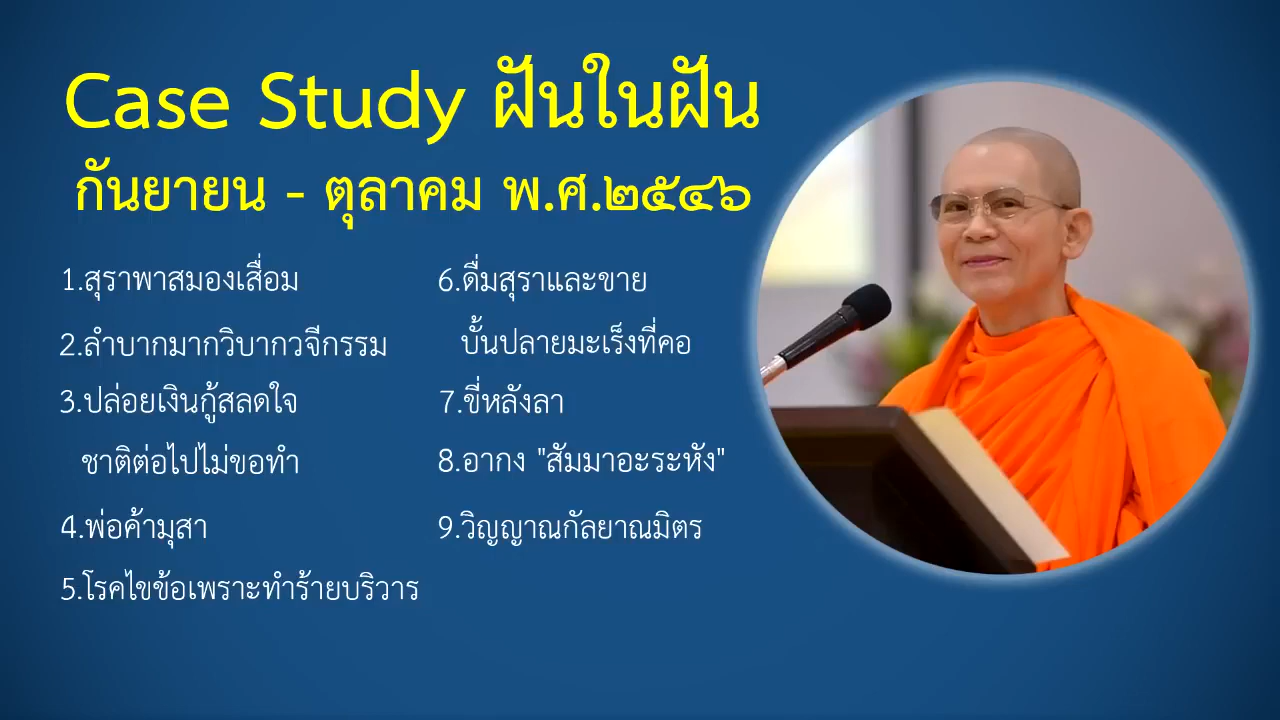 Case Study ฝันในฝัน
กันยายน - ตุลาคม พ.ศ.๒๕๔๖
1.สุราพาสมองเสื่อม
2.ลำบากมากวิบากวจีกรรม
3.ปล่อยเงินกู้สลดใจ
ชาติต่อไปไม่ขอทำ
4.พ่อค้ามุสา
5.โรคไขข้อเพราะทำร้ายบริวาร
6.ดื่มสุราและขาย
บั้นปลายมะเร็งที่คอ
7.ขี่หลังลา
8.อากง "สัมมาอะระหัง"
9.วิญญาณกัลยาณมิตร